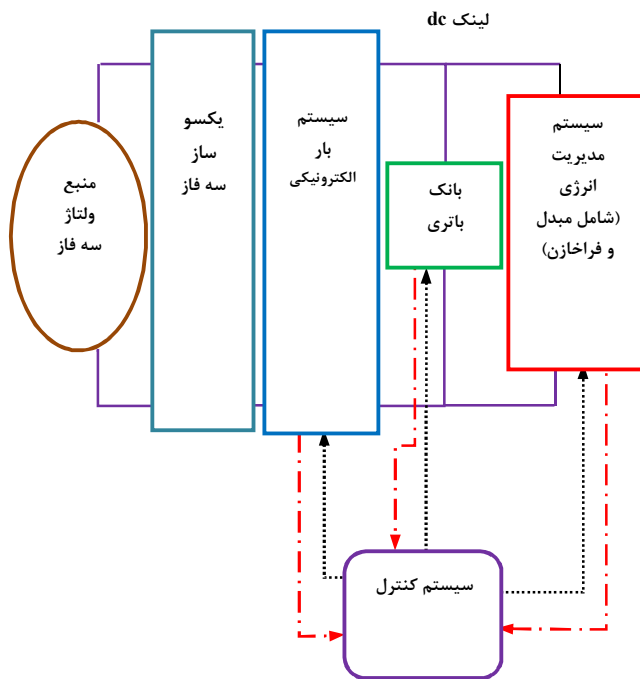 لینک dc
منبع
ولتاژ
سه فاز
یکسو
ساز
سه فاز
سیستم
بار
الکترونیکی
بانک
باتری
سیستم
مدیریت
انرژی
(شامل مبدل
و فراخازن)
سیستم کنترل